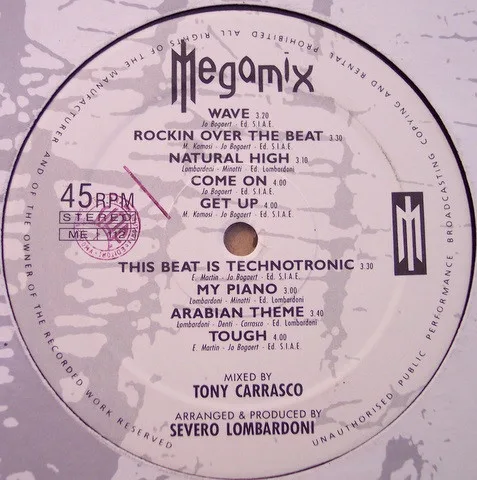 ALL RIGHTS OF THE MANUFACTURER AND OF THE OWNER OF THE RECORDED WORK RESERVED
UNAUTHORISED PUBLIC PERFORMANCE BROADCASTING COPYING AND RENTAL PROHIBITED
Megamix
WAVE 3.20
Jo Bogaert - Ed. S.I.A.E.
ROCKIN OVER THE BEAT 3.30
M. Kamosi - Jo Bogaert - Ed. S.I.A.E.
NATURAL HIGH 3.10
Lombardoni - Minotti - Ed. Lombardoni
COME ON 4.00
Jo Bogaert - Ed. S.I.A.E.
GET UP 4.00
M. Kamosi - Jo Bogaert - Ed. S.I.A.E.
45 RPM
STEREO
ME
THIS BEAT IS TECHNOTRONIC 3.30
E. Martin - Jo Bogaert - Ed. S.I.A.E.
MY PIANO 3.00
Lombardoni - Minotti - Ed. Lombardoni
ARABIAN THEME 3.40
Lombardoni - Denti - Carrasco - Ed. Lombardoni
TOUGH 4.00
E. Martin - Jo Bogaert - Ed. S.I.A.E.
MIXED BY
TONY CARRASCO
ARRANGED & PRODUCED BY
SEVERO LOMBARDONI